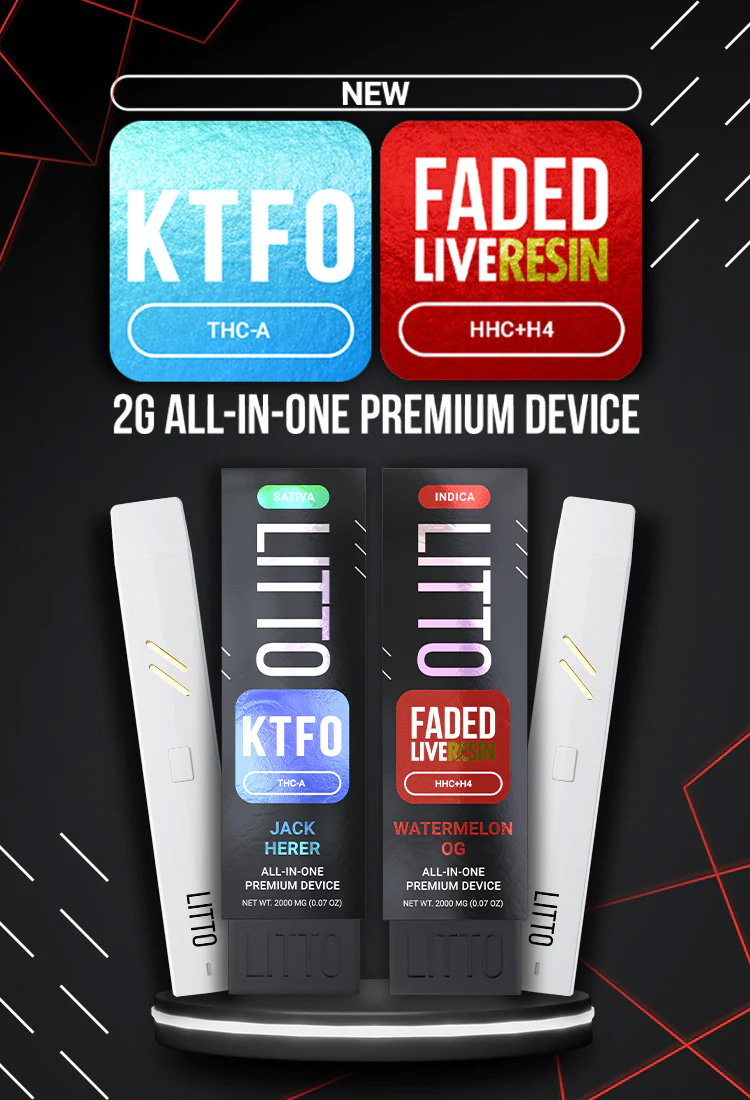 NEW
KTFO
THC-A
FADED
LIVERESIN
HHC+H4
2G ALL-IN-ONE PREMIUM DEVICE
SATIVA
LITTO
KTFO
THC-A
JACK
HERER
ALL-IN-ONE
PREMIUM DEVICE
NET WT. 2000 MG (0.07 OZ)
LITTO
INDICA
LITTO
FADED
LIVERESIN
HHC+H4
WATERMELON
OG
ALL-IN-ONE
PREMIUM DEVICE
NET WT. 2000 MG (0.07 OZ)
LITTO
LITTO
LITTO